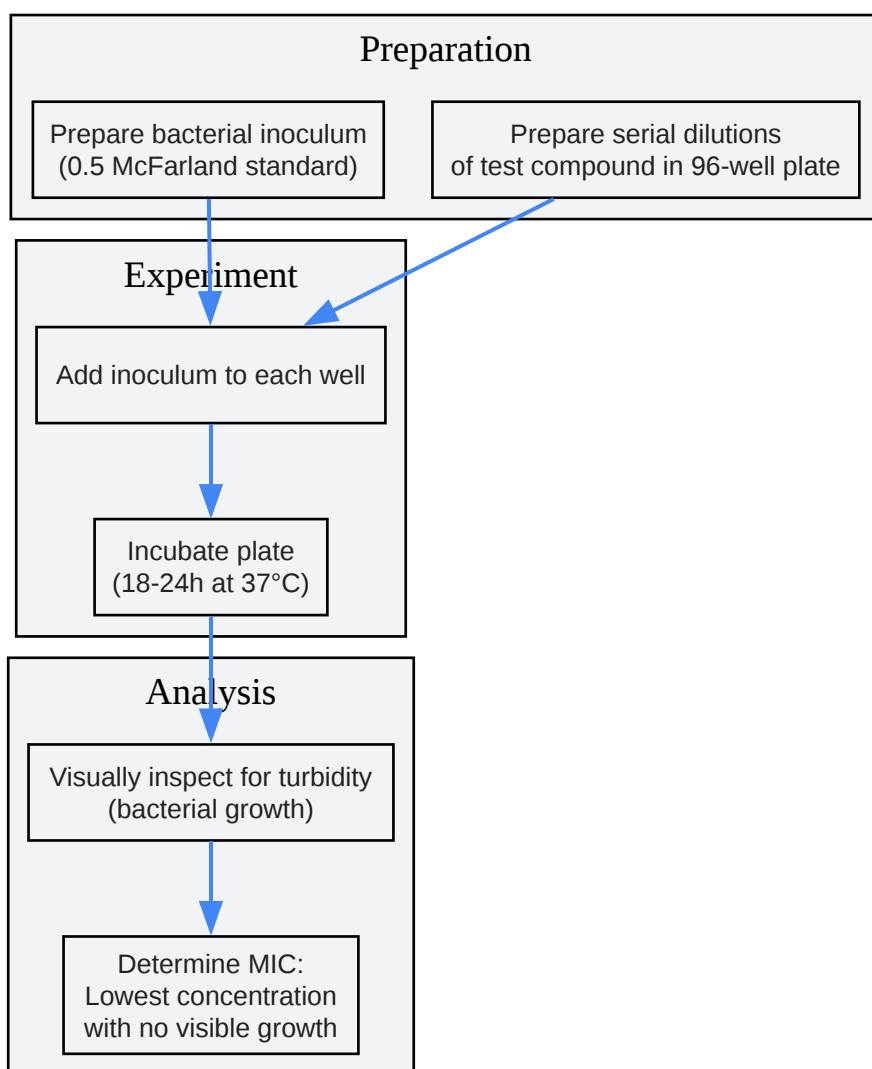 Preparation
Prepare bacterial inoculum
(0.5 McFarland standard)
Prepare serial dilutions
of test compound in 96-well plate
Experiment
Add inoculum to each well
Incubate plate
(18-24h at 37°C)
Analysis
Visually inspect for turbidity
(bacterial growth)
Determine MIC:
Lowest concentration
with no visible growth